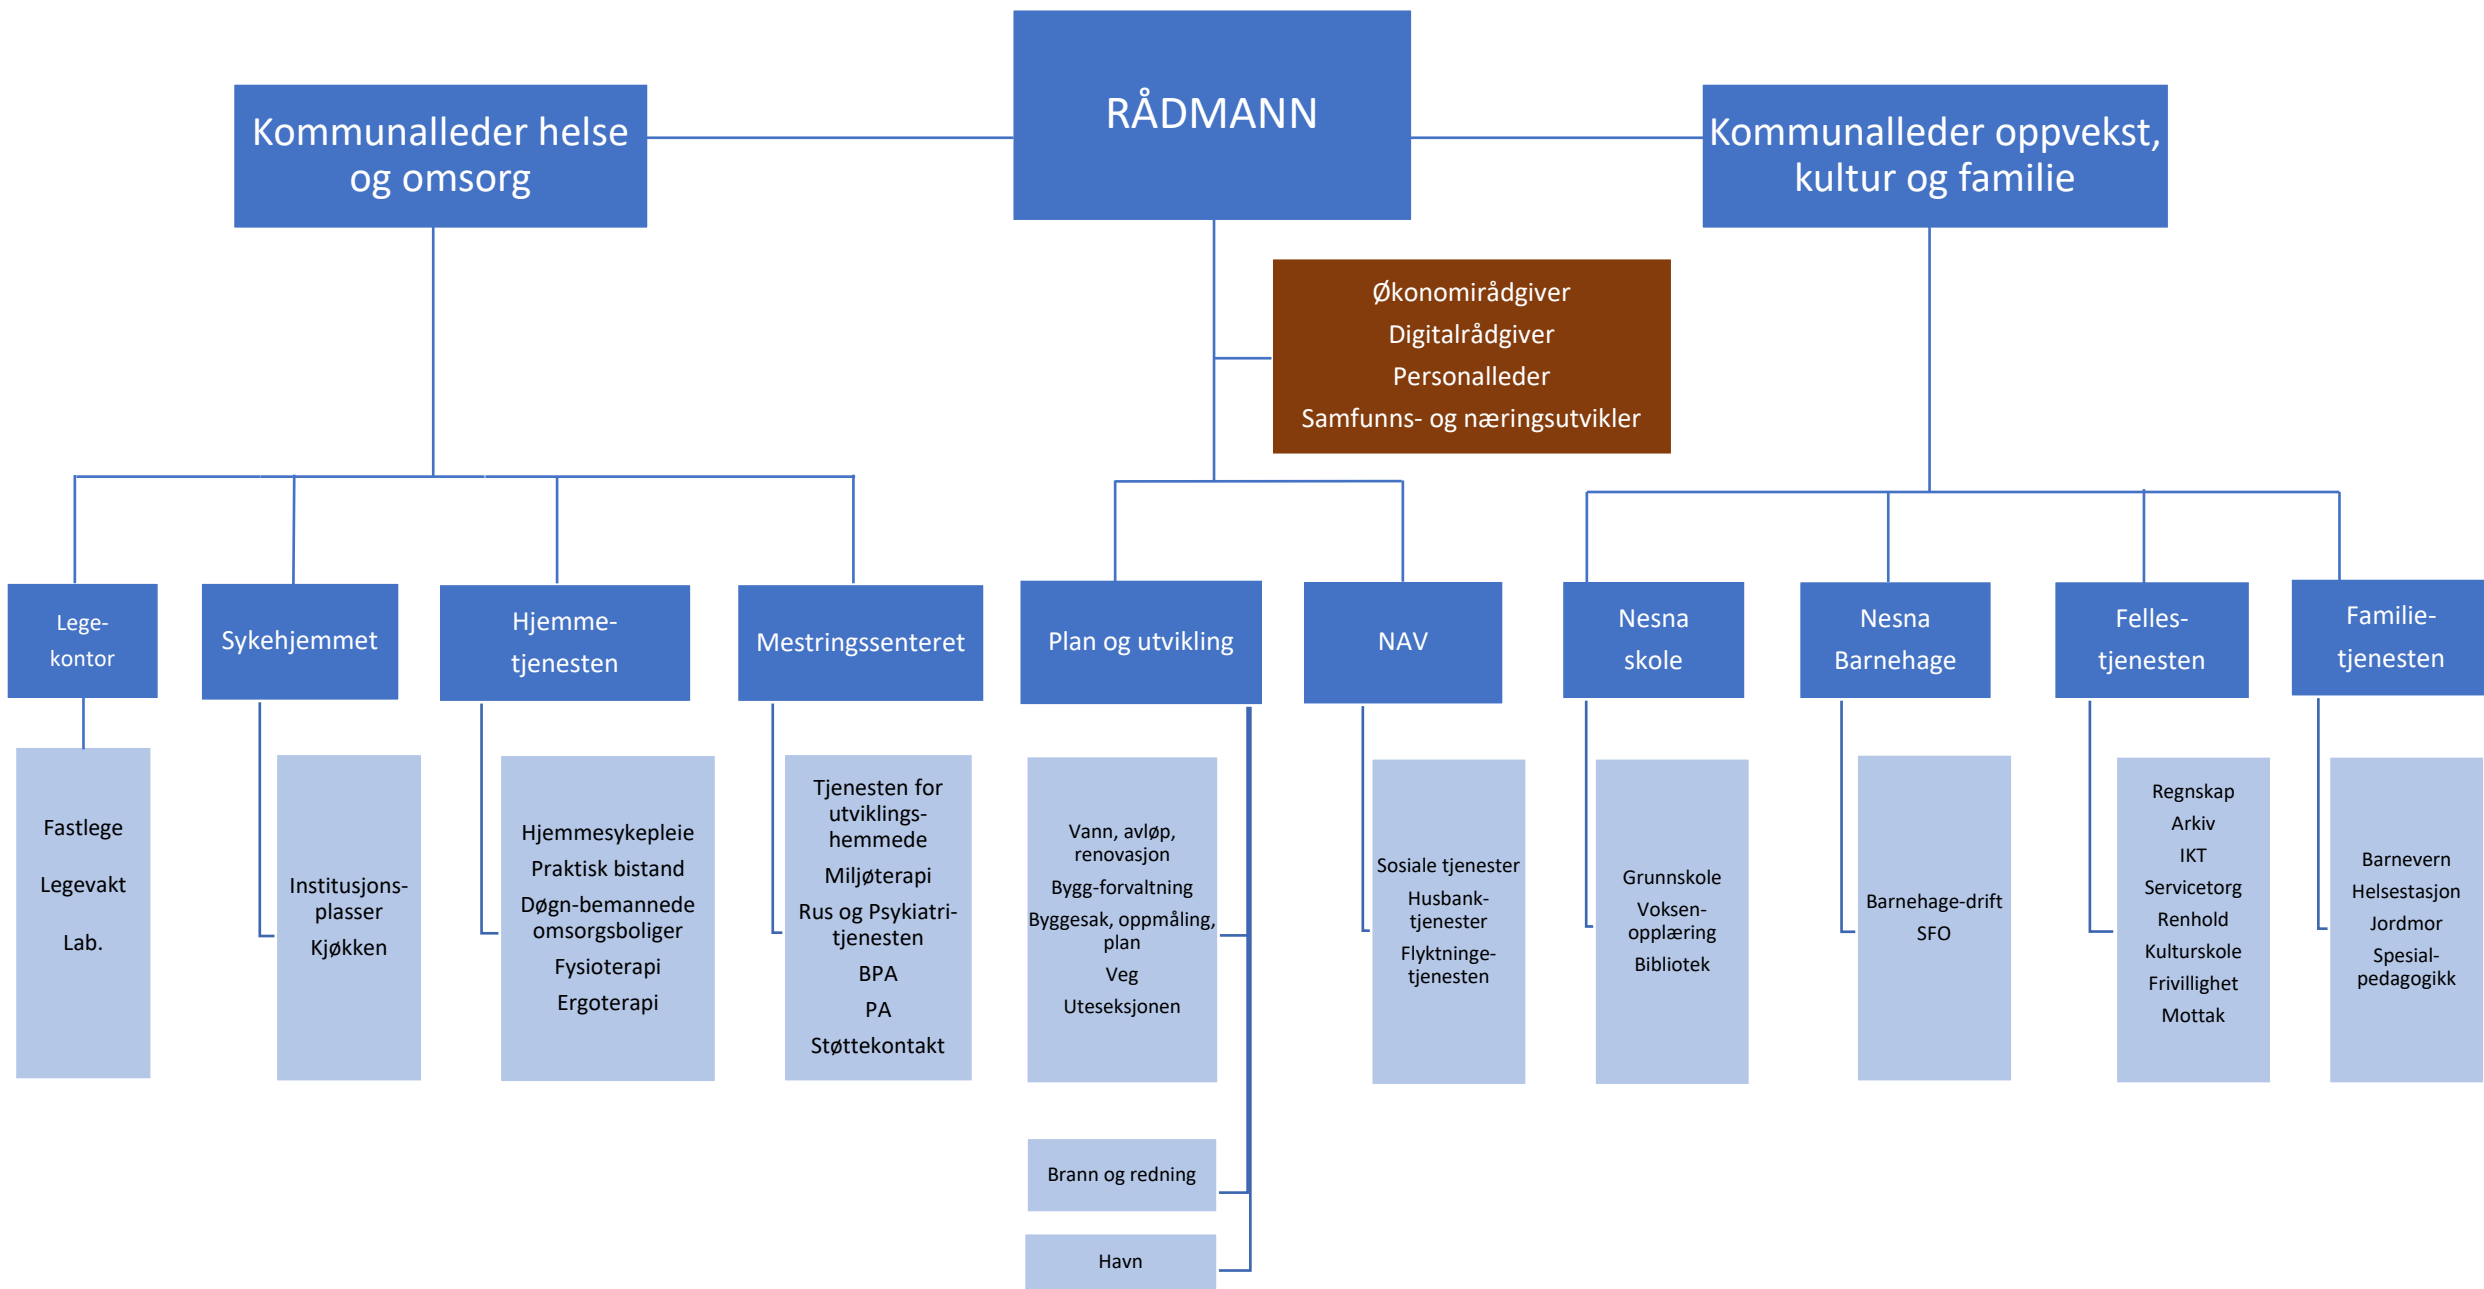 RÅDMANN
Kommunalleder helse
og omsorg
Kommunalleder oppvekst,
kultur og familie
Økonomirådgiver
Digitalrådgiver
Personalleder
Samfunns- og næringsutvikler
Lege-
kontor
Sykehjemmet
Hjemme-
tjenesten
Mestringssenteret
Plan og utvikling
NAV
Nesna
skole
Nesna
Barnehage
Felles-
tjenesten
Familie-
tjenesten
Fastlege
Legevakt
Lab.
Institusjons-
plasser
Kjøkken
Hjemmesykepleie
Praktisk bistand
Døgn-bemannede
omsorgsboliger
Fysioterapi
Ergoterapi
Tjenesten for
utviklings-
hemmede
Miljøterapi
Rus og Psykiatri-
tjenesten
BPA
PA
Støttekontakt
Vann, avløp,
renovasjon
Bygg-forvaltning
Byggesak, oppmåling,
plan
Veg
Uteseksjonen
Brann og redning
Havn
Sosiale tjenester
Husbank-
tjenester
Flyktninge-
tjenesten
Grunnskole
Voksen-
opplæring
Bibliotek
Barnehage-drift
SFO
Regnskap
Arkiv
IKT
Servicetorg
Renhold
Kulturskole
Frivillighet
Mottak
Barnevern
Helsestasjon
Jordmor
Spesial-
pedagogikk